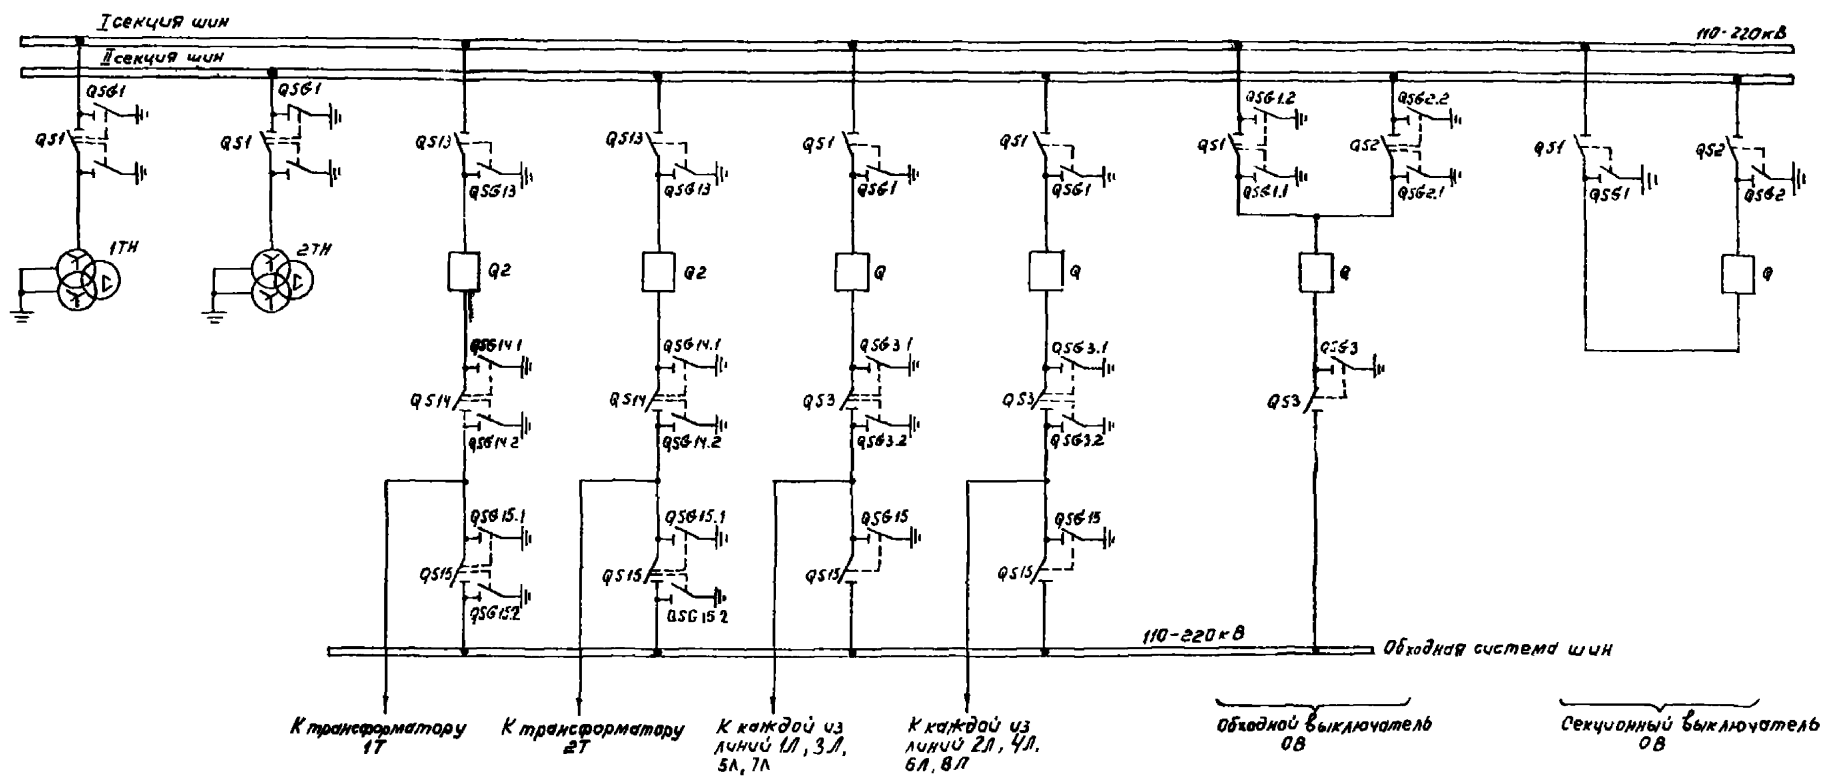 I секция шин
110-220кВ
II секция шин
QSG1
QSG1
QSG1.2
QSG2.2
QS1
QS1
QS13
QS13
QS1
QS1
QS1
QS2
QS1
QS2
QSG13
QSG13
QSG1
QSG1
QSG1.1
QSG2.1
QSG1
QSG2
1ТН
2ТН
Q2
Q2
Q
Q
Q
Q
QSG14.1
QSG14.1
QSG3.1
QSG3.1
QSG3
QS14
QS14
QS3
QS3
QS3
QSG14.2
QSG14.2
QSG3.2
QSG3.2
QSG15.1
QSG15.1
QSG15
QSG15
QS15
QS15
QS15
QS15
QSG15.2
QSG15.2
110-220кВ
Обходная система шин
К трансформатору
1Т
К трансформатору
2Т
К каждой из
линий 1Л, 3Л,
5Л, 7Л
К каждой из
линий 2Л, 4Л,
6Л, 8Л
Обходной выключатель
ОВ
Секционный выключатель
ОВ